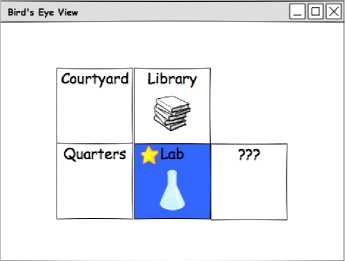 Bird's Eye View
Courtyard Library
Quarters Lab ???